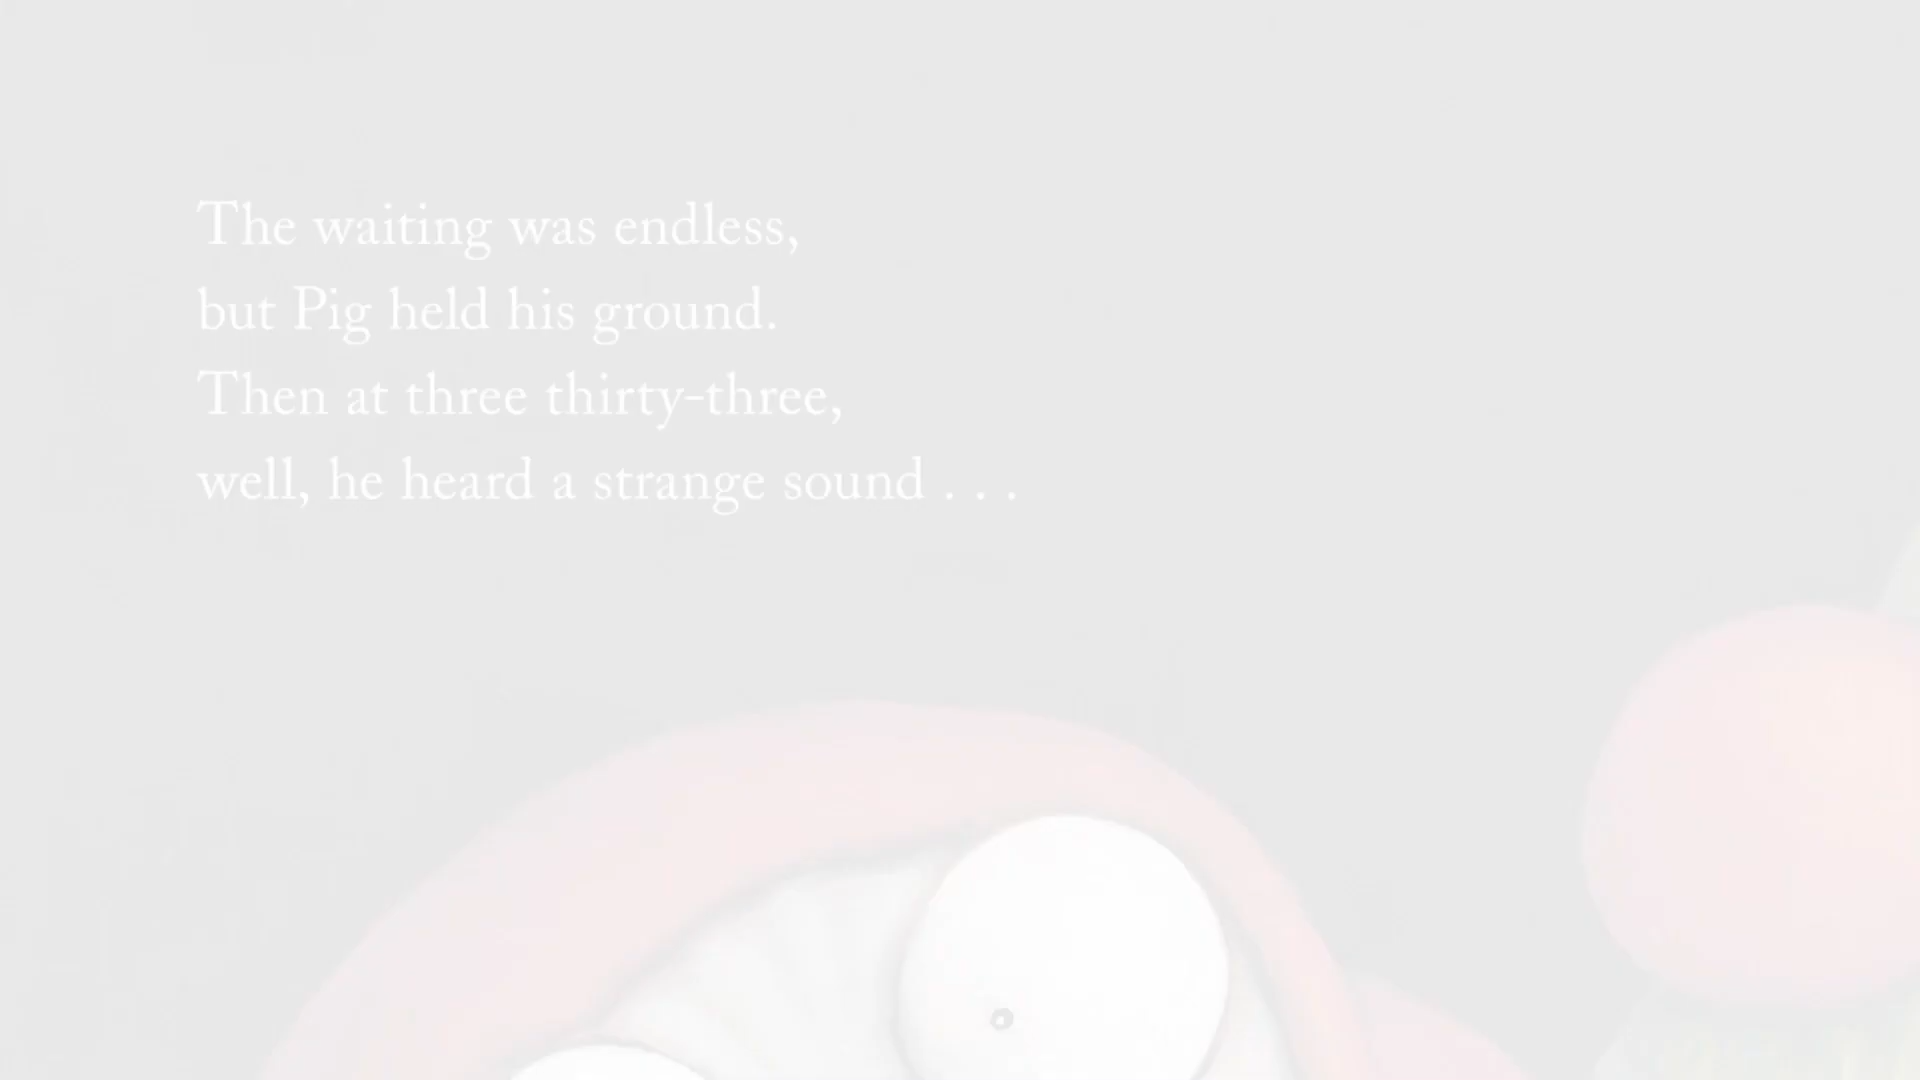 The waiting was endless,
but Pig held his ground.
Then at three thirty-three,
well, he heard a strange sound . . .